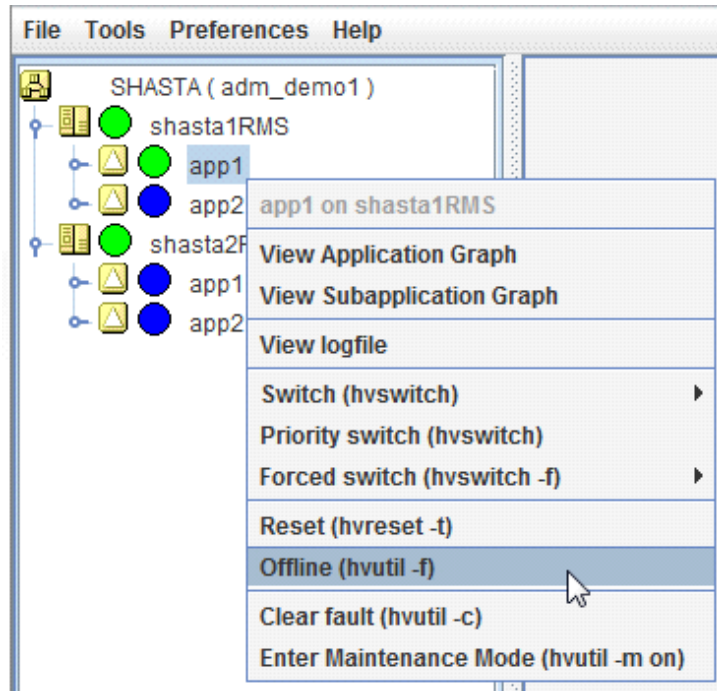 File Tools Preferences Help
SHASTA ( adm_demo1 )
shasta1RMS
app1
app2
shasta2
app1
app2
app1 on shasta1RMS
View Application Graph
View Subapplication Graph
View logfile
Switch (hvswitch)
Priority switch (hvswitch)
Forced switch (hvswitch -f)
Reset (hvreset -t)
Offline (hvutil -f)
Clear fault (hvutil -c)
Enter Maintenance Mode (hvutil -m on)